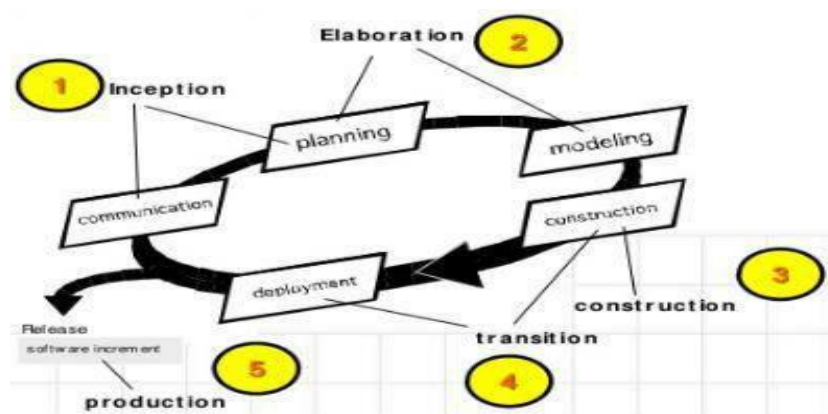 Elaboration
2
1
Inception
planning
modeling
communication
construction
deployment
3
construction
Release
software increment
transition
5
4
production